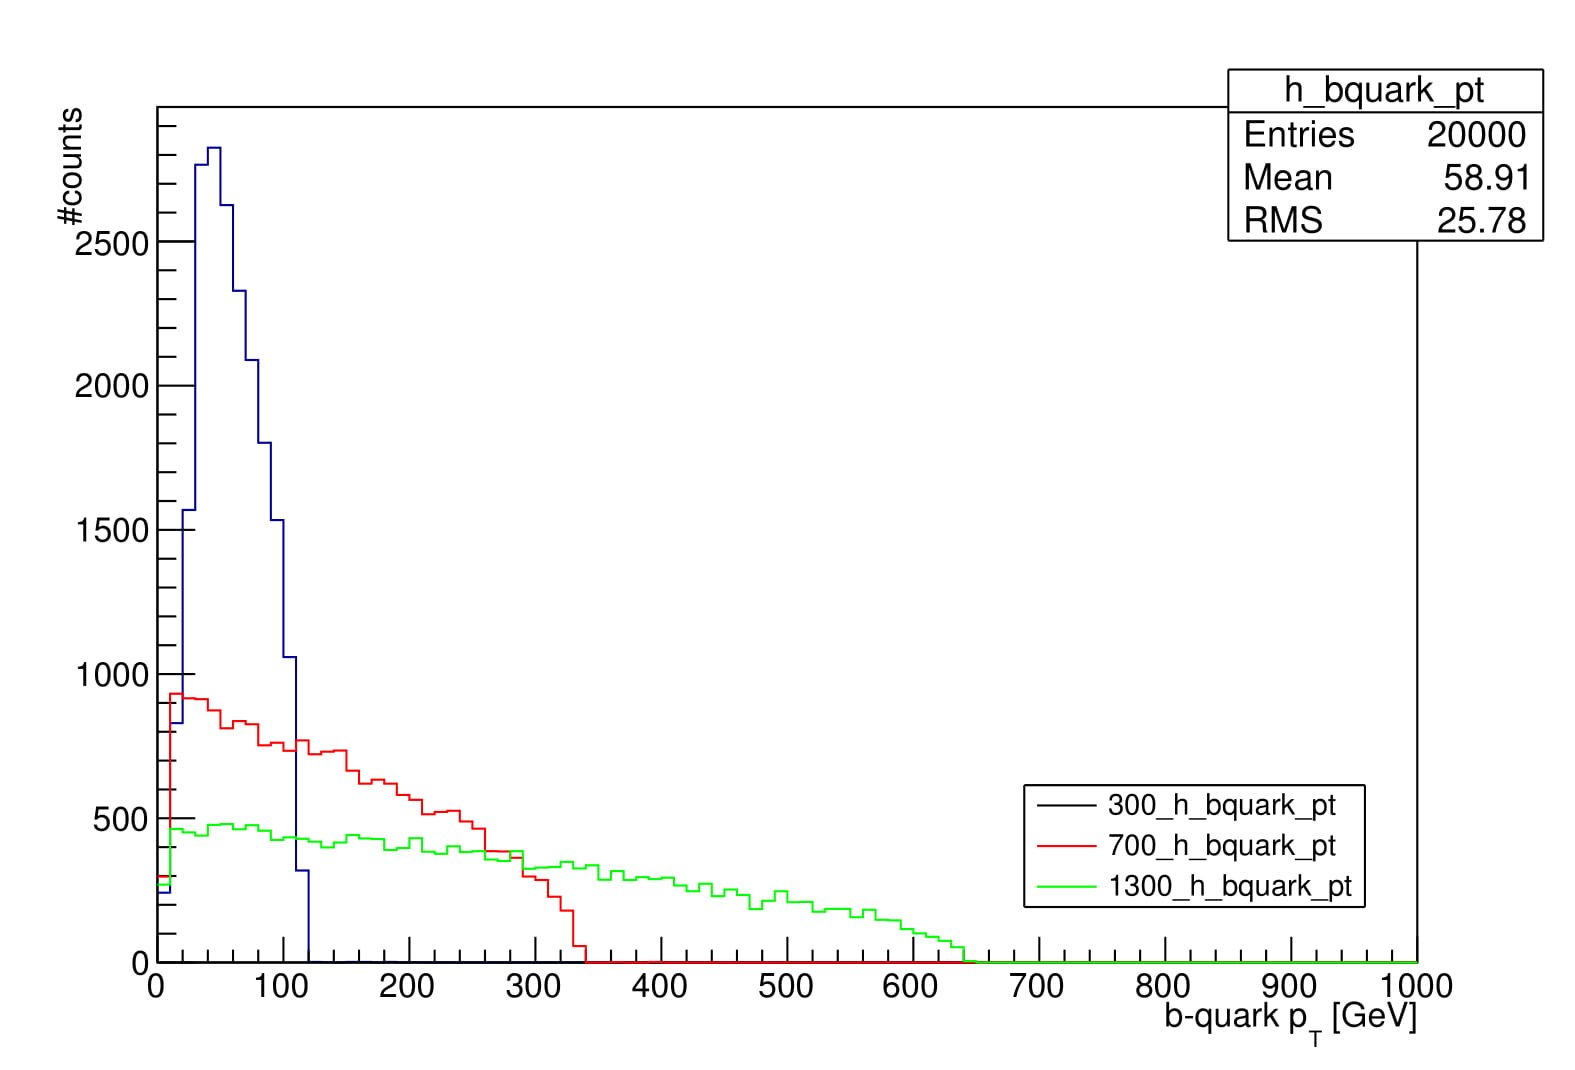 h_bquark_pt
Entries 20000
Mean 58.91
RMS 25.78
#counts
2500
2000
1500
1000
500
0
300_h_bquark_pt
700_h_bquark_pt
1300_h_bquark_pt
0 100 200 300 400 500 600 700 800 900 1000
b-quark p_T [GeV]